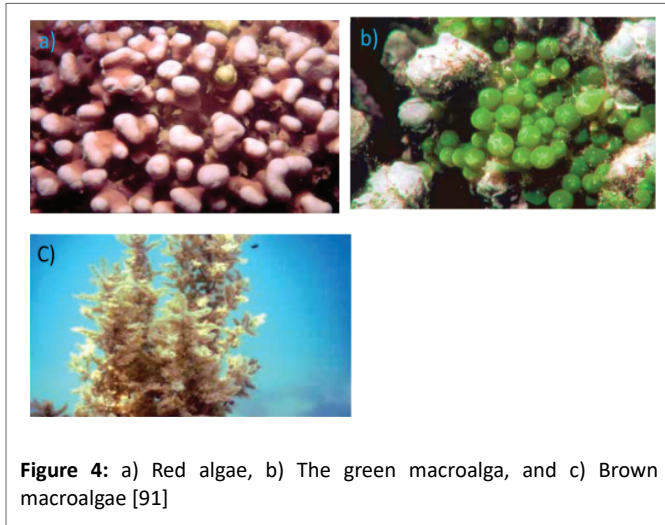 a)
b)
C)
Figure 4: a) Red algae, b) The green macroalga, and c) Brown
macroalgae [91]